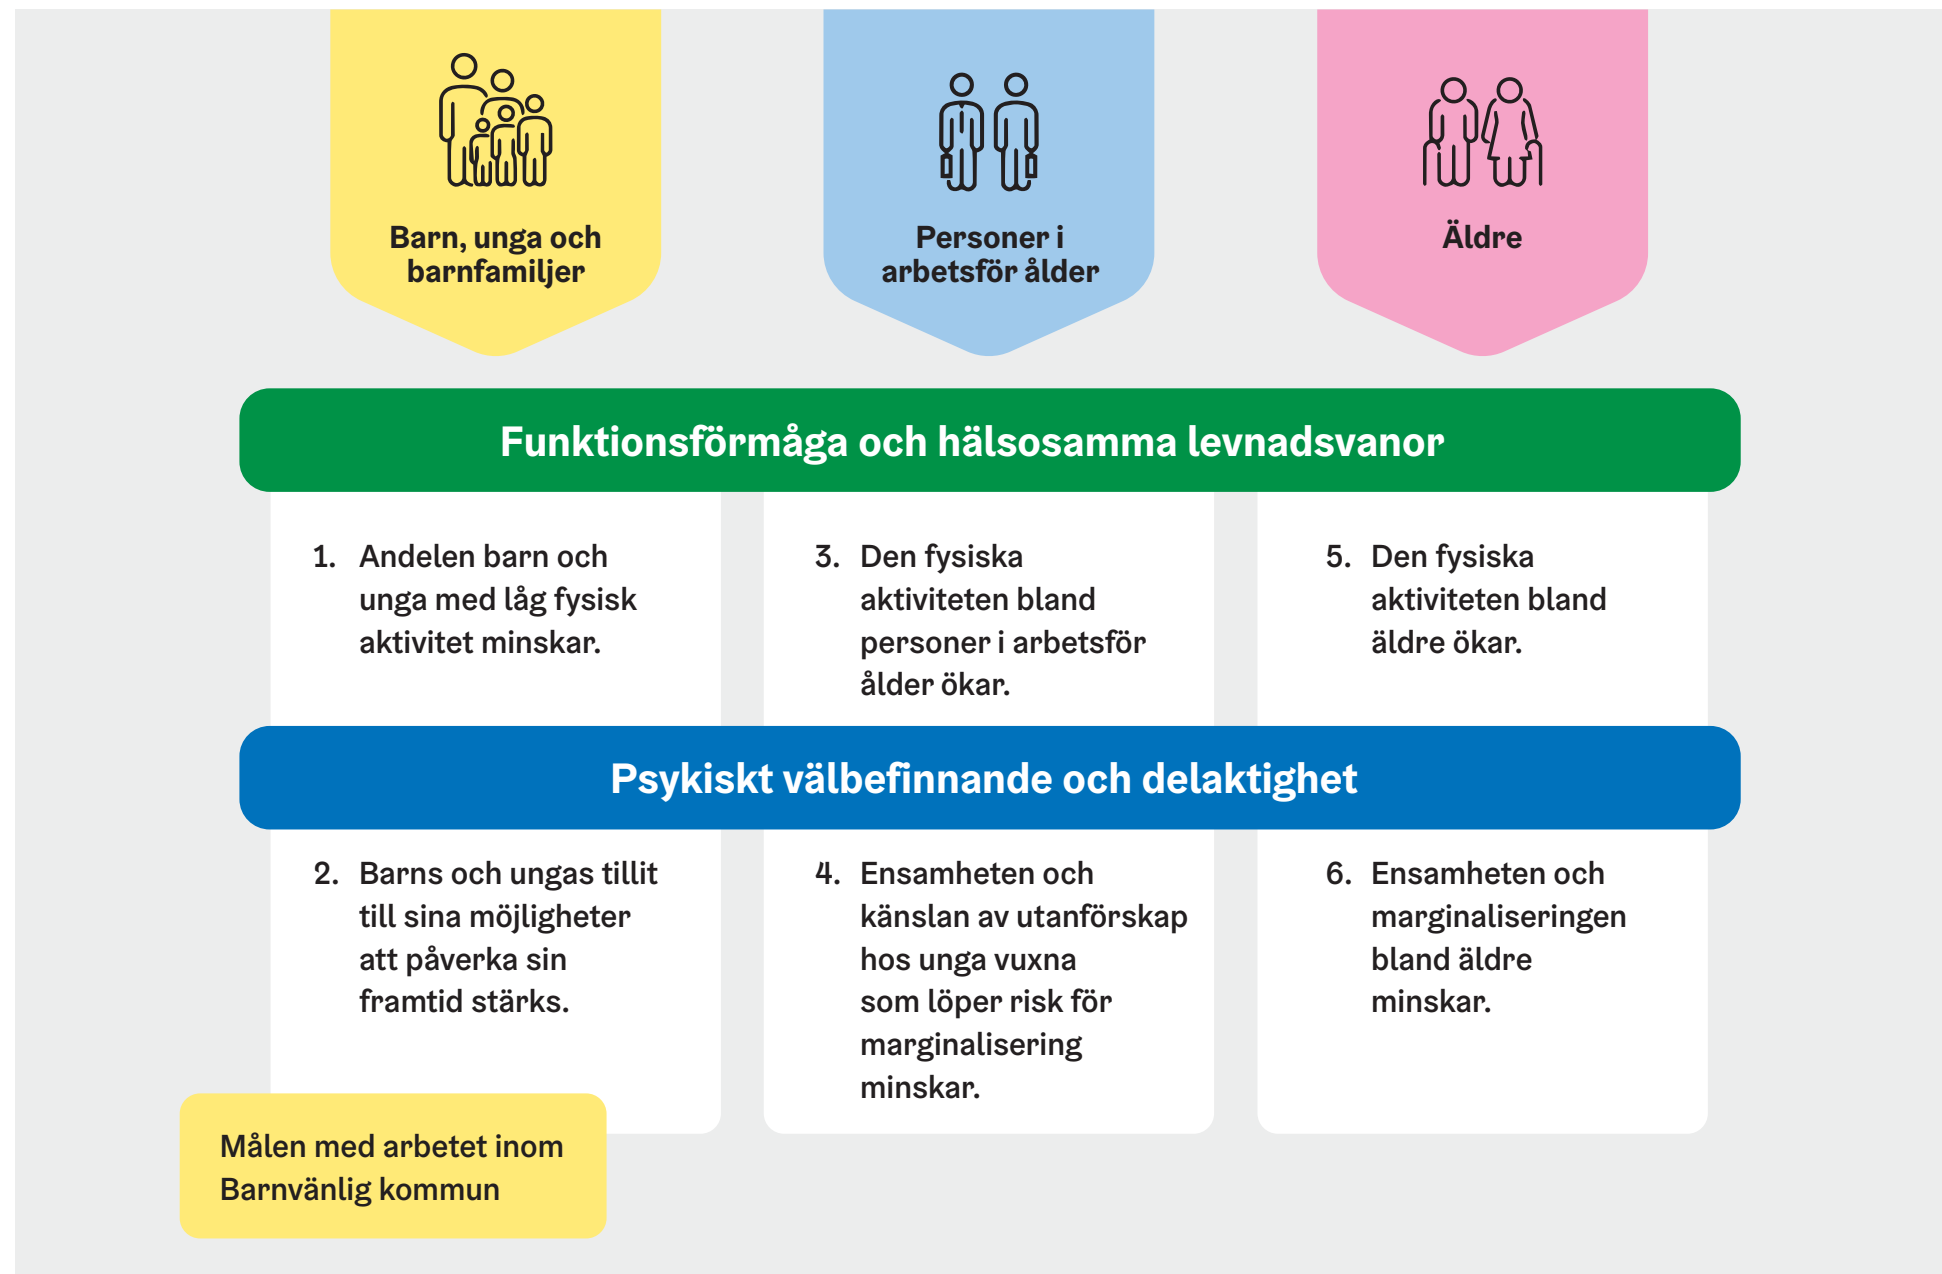 Barn, unga och
barnfamiljer
Personer i
arbetsför ålder
Äldre
Funktionsförmåga och hälsosamma levnadsvanor
1. Andelen barn och
unga med låg fysisk
aktivitet minskar.
3. Den fysiska
aktiviteten bland
personer i arbetsför
ålder ökar.
5. Den fysiska
aktiviteten bland
äldre ökar.
Psykiskt välbefinnande och delaktighet
2. Barns och ungas tillit
till sina möjligheter
att påverka sin
framtid stärks.
4. Ensamheten och
känslan av utanförskap
hos unga vuxna
som löper risk för
marginalisering
minskar.
6. Ensamheten och
marginaliseringen
bland äldre
minskar.
Målen med arbetet inom
Barnvänlig kommun